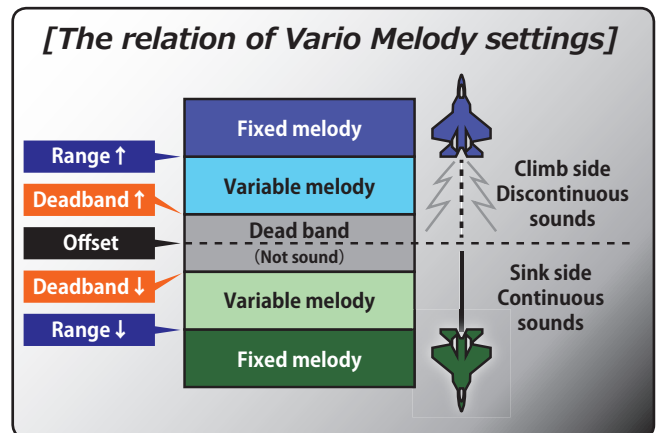 [The relation of Vario Melody settings]
Fixed melody
Range ↑
Variable melody
Climb side
Discontinuous
sounds
Deadband ↑
Dead band
(Not sound)
Offset
Sink side
Continuous
sounds
Deadband ↓
Variable melody
Range ↓
Fixed melody